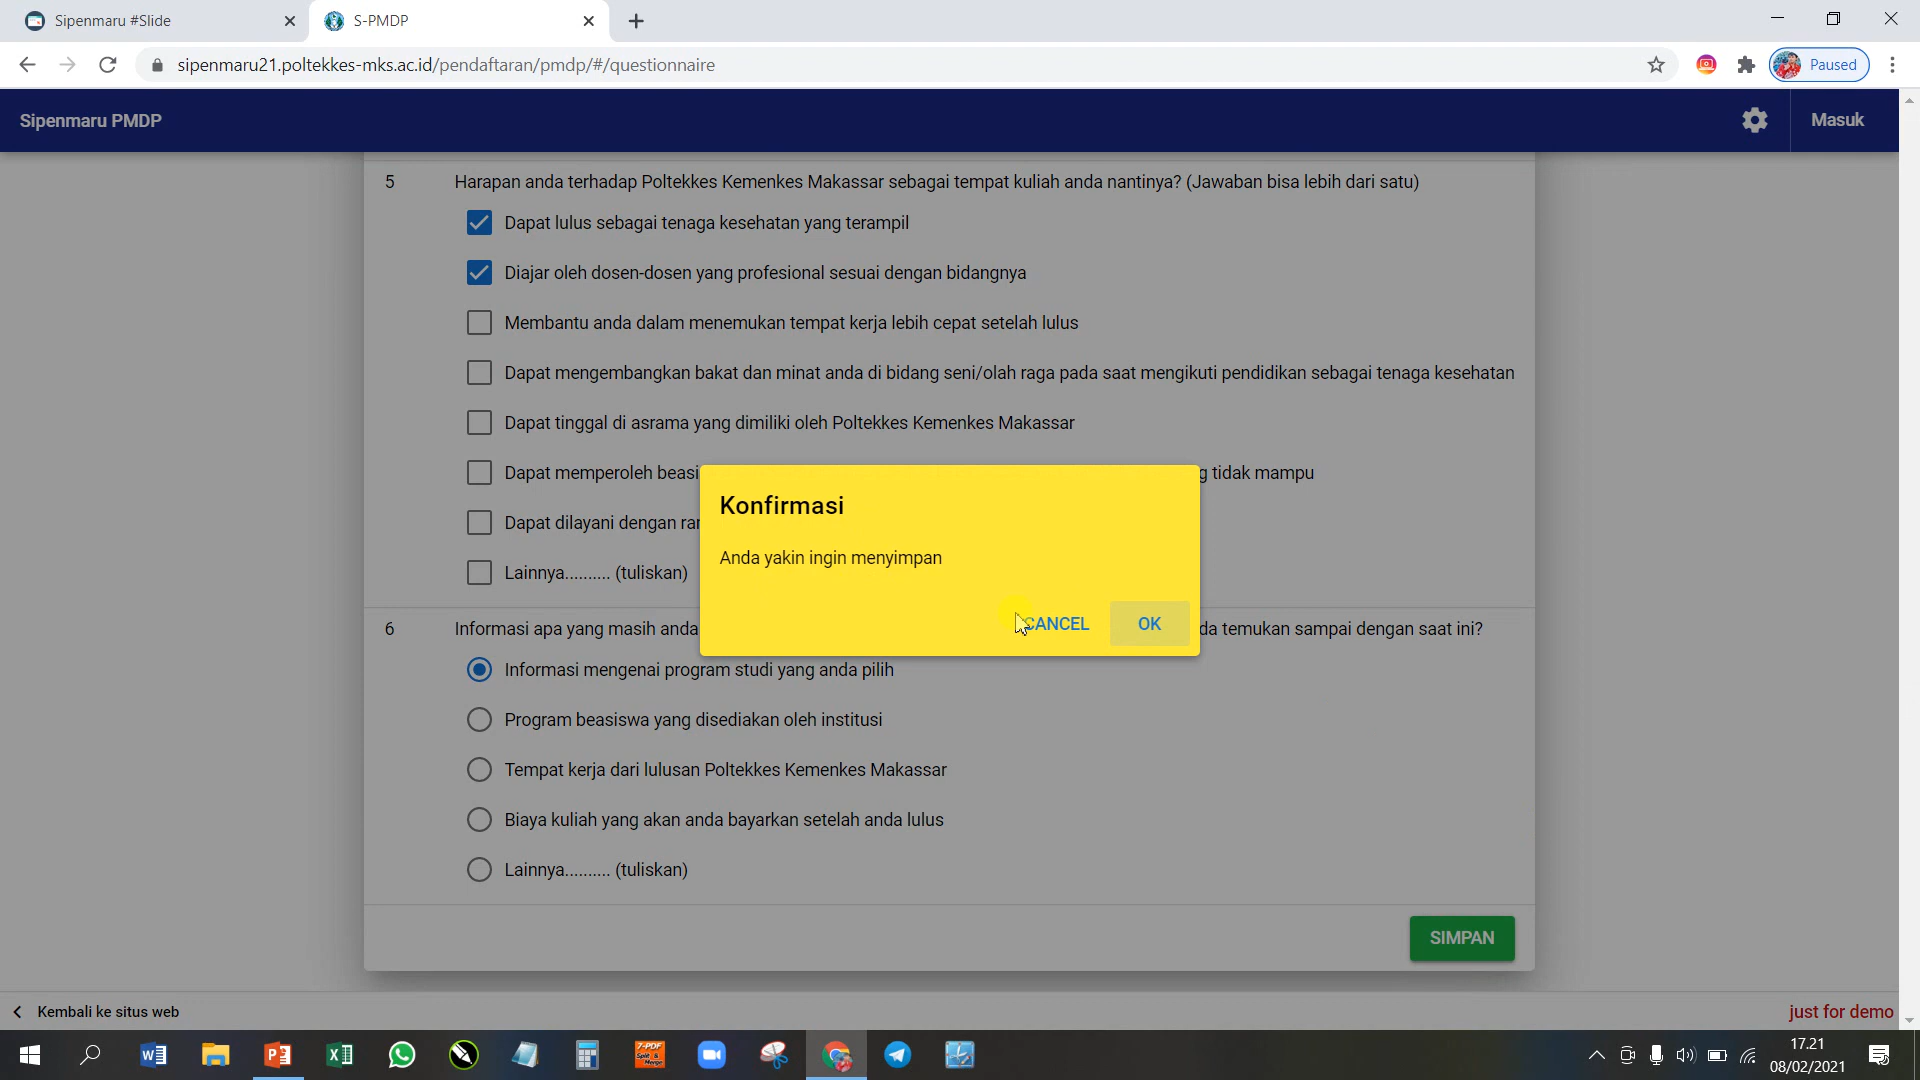 Sipenmaru #Slide
S-PMDP
sipenmaru21.poltekkes-mks.ac.id/pendaftaran/pmdp/#/questionnaire
Paused
Sipenmaru PMDP
Masuk
5 Harapan anda terhadap Poltekkes Kemenkes Makassar sebagai tempat kuliah anda nantinya? (Jawaban bisa lebih dari satu)
Dapat lulus sebagai tenaga kesehatan yang terampil
Diajar oleh dosen-dosen yang profesional sesuai dengan bidangnya
Membantu anda dalam menemukan tempat kerja lebih cepat setelah lulus
Dapat mengembangkan bakat dan minat anda di bidang seni/olah raga pada saat mengikuti pendidikan sebagai tenaga kesehatan
Dapat tinggal di asrama yang dimiliki oleh Poltekkes Kemenkes Makassar
Dapat memperoleh beasi
g tidak mampu
Dapat dilayani dengan
Lainnya.......... (tuliskan)
Konfirmasi
Anda yakin ingin menyimpan
CANCEL
OK
6 Informasi apa yang masih anda
da temukan sampai dengan saat ini?
Informasi mengenai program studi yang anda pilih
Program beasiswa yang disediakan oleh institusi
Tempat kerja dari lulusan Poltekkes Kemenkes Makassar
Biaya kuliah yang akan anda bayarkan setelah anda lulus
Lainnya.......... (tuliskan)
SIMPAN
Kembali ke situs web
just for demo
7-PDF
Split &
Merge
17.21
08/02/2021